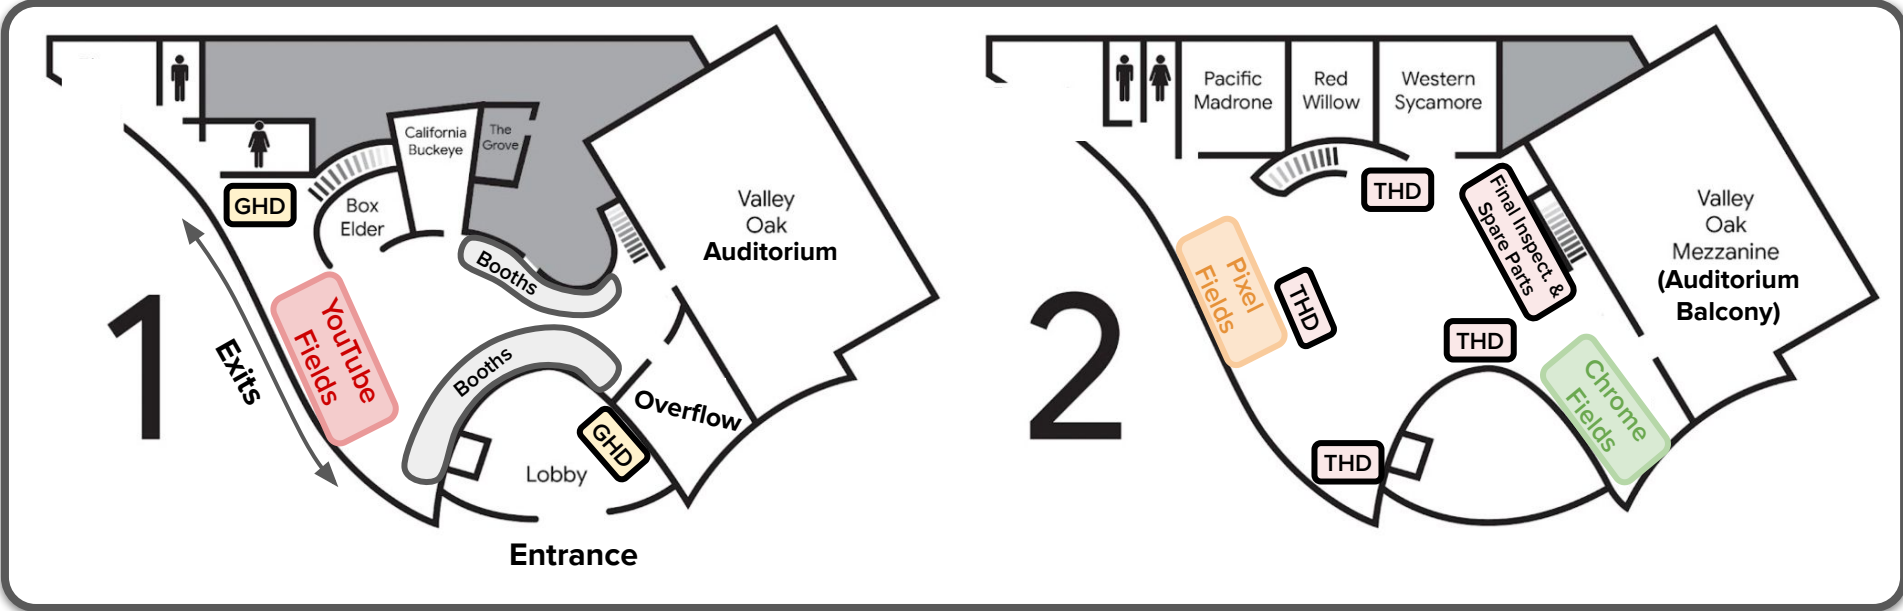 1
GHD
Box
Elder
California
Buckeye
The
Grove
Booths
Valley
Oak
Auditorium
Exits
YouTube
Fields
Booths
Overflow
GHD
Lobby
Entrance
2
Pacific
Madrone
Red
Willow
Western
Sycamore
THD
Final Inspect. &
Spare Parts
Valley
Oak
Mezzanine
(Auditorium
Balcony)
Pixel
Fields
THD
THD
Chrome
Fields
THD